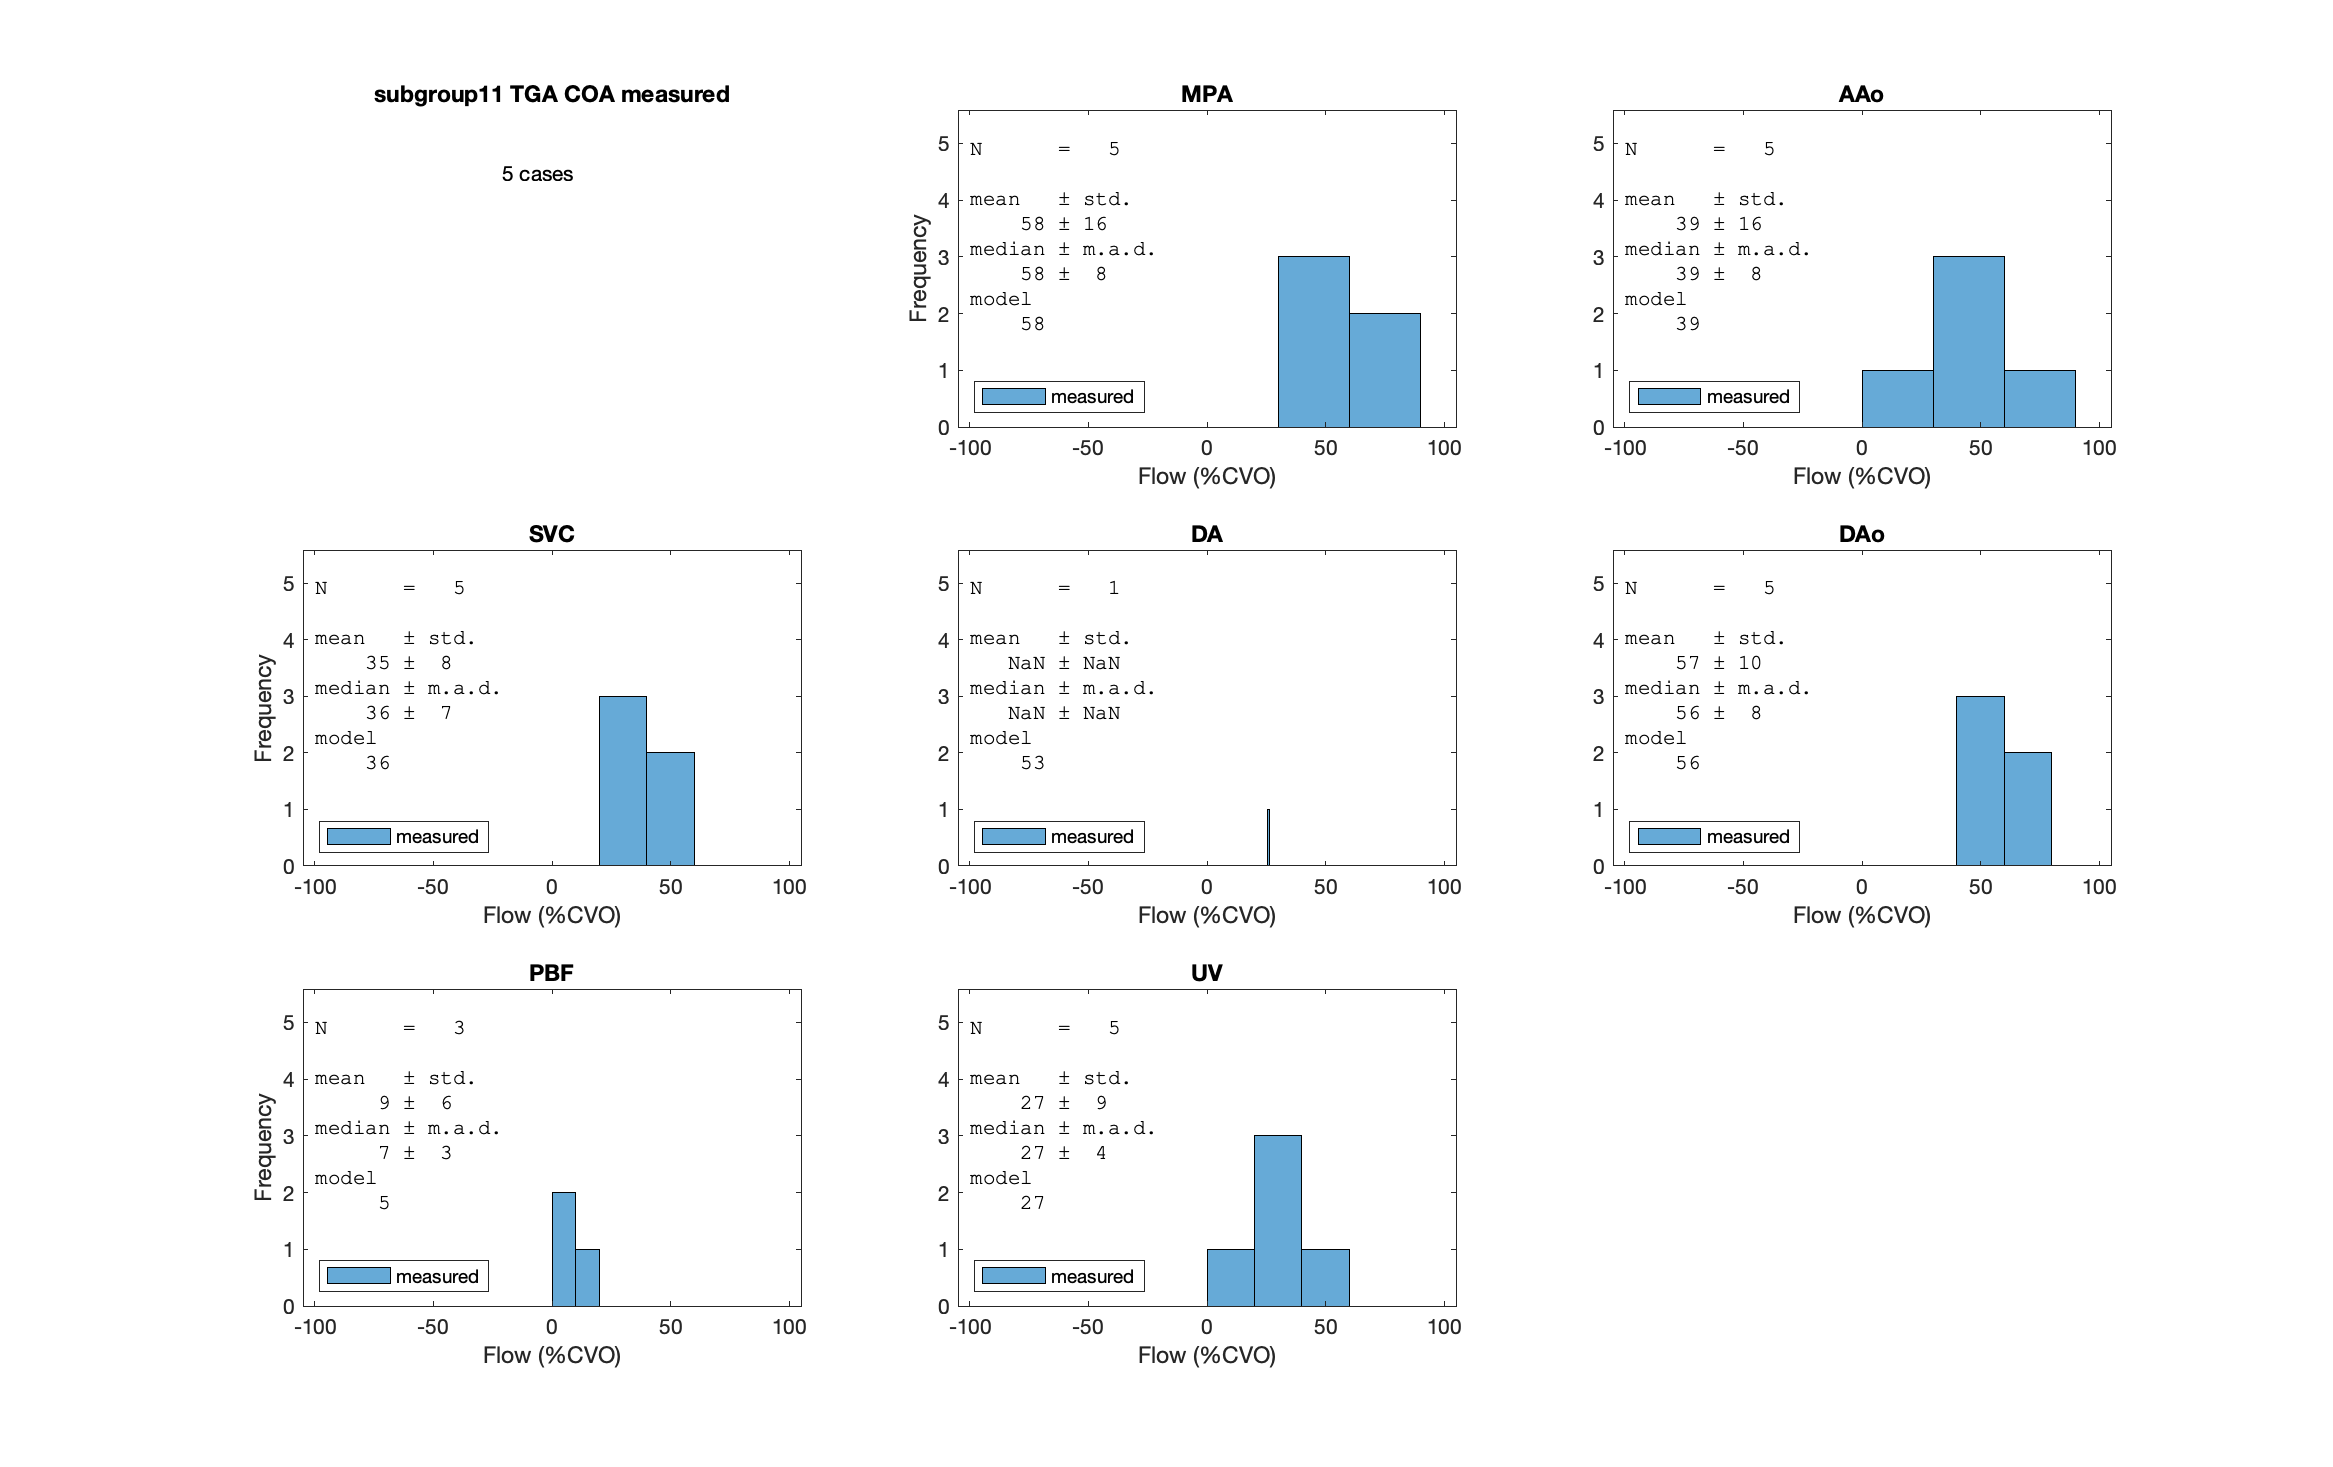 subgroup11 TGA COA measured
5 cases
MPA
Frequency
5
4
3
2
1
0
N = 5
mean ± std.
58 ± 16
median ± m.a.d.
58 ± 8
model
58
measured
-100 -50 0 50 100
Flow (%CVO)
AAo
5
4
3
2
1
0
N = 5
mean ± std.
39 ± 16
median ± m.a.d.
39 ± 8
model
39
measured
-100 -50 0 50 100
Flow (%CVO)
SVC
Frequency
5
4
3
2
1
0
N = 5
mean ± std.
35 ± 8
median ± m.a.d.
36 ± 7
model
36
measured
-100 -50 0 50 100
Flow (%CVO)
DA
5
4
3
2
1
0
N = 1
mean ± std.
NaN ± NaN
median ± m.a.d.
NaN ± NaN
model
53
measured
-100 -50 0 50 100
Flow (%CVO)
DAo
5
4
3
2
1
0
N = 5
mean ± std.
57 ± 10
median ± m.a.d.
56 ± 8
model
56
measured
-100 -50 0 50 100
Flow (%CVO)
PBF
Frequency
5
4
3
2
1
0
N = 3
mean ± std.
9 ± 6
median ± m.a.d.
7 ± 3
model
5
measured
-100 -50 0 50 100
Flow (%CVO)
UV
5
4
3
2
1
0
N = 5
mean ± std.
27 ± 9
median ± m.a.d.
27 ± 4
model
27
measured
-100 -50 0 50 100
Flow (%CVO)